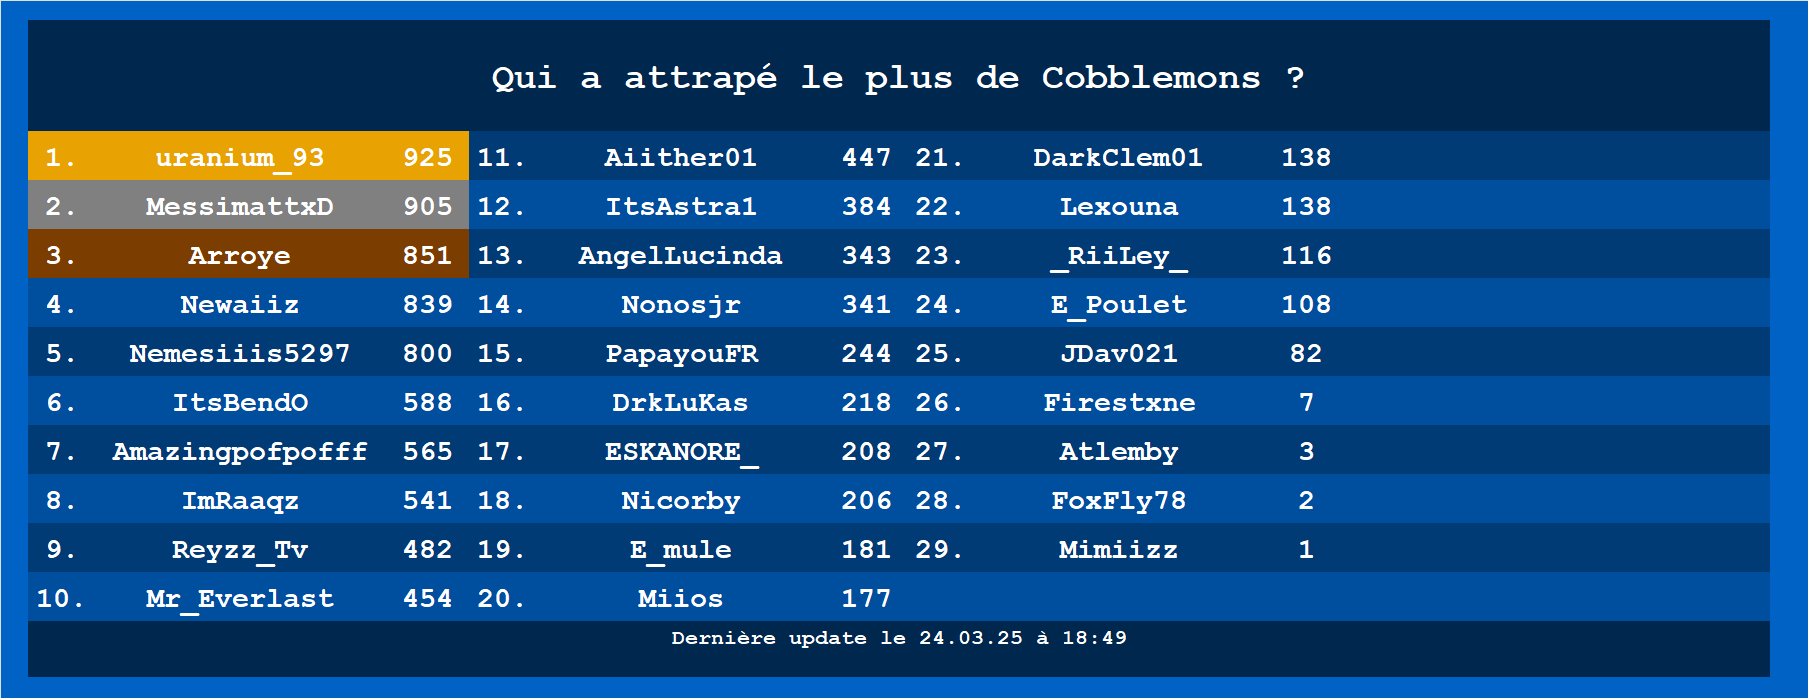 Qui a attrapé le plus de Cobblemons ?
1. uranium_93 925 11. Aiither01 447 21. DarkClem01 138
2. MessimattxD 905 12. ItsAstra1 384 22. Lexouna 138
3. Arroye 851 13. AngelLucinda 343 23. _RiiLey_ 116
4. Newaiiz 839 14. Nonosjr 341 24. E_Poulet 108
5. Nemesiiis5297 800 15. PapayouFR 244 25. JDav021 82
6. ItsBendO 588 16. DrkLuKas 218 26. Firestxne 7
7. Amazingpofpofff 565 17. ESKANORE_ 208 27. Atlemby 3
8. ImRaaqz 541 18. Nicorby 206 28. FoxFly78 2
9. Reyzz_Tv 482 19. E_mule 181 29. Mimiizz 1
10. Mr_Everlast 454 20. Miios 177
Dernière update le 24.03.25 à 18:49